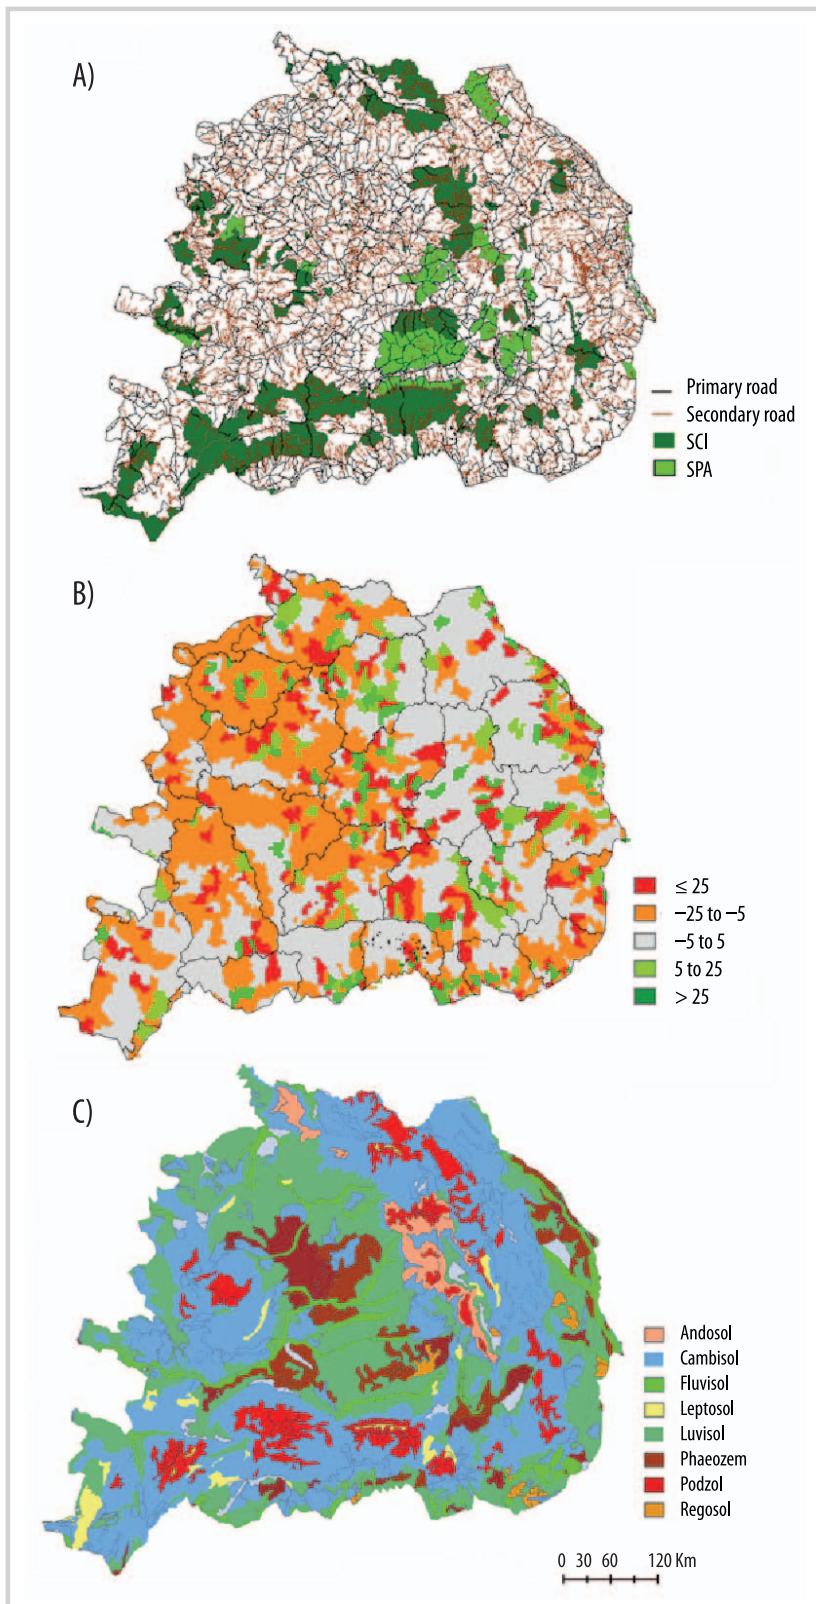 A)
Primary road
Secondary road
SCI
SPA
B)
≤ 25
−25 to −5
−5 to 5
5 to 25
> 25
C)
Andosol
Cambisol
Fluvisol
Leptosol
Luvisol
Phaeozem
Podzol
Regosol
0 30 60 120 Km